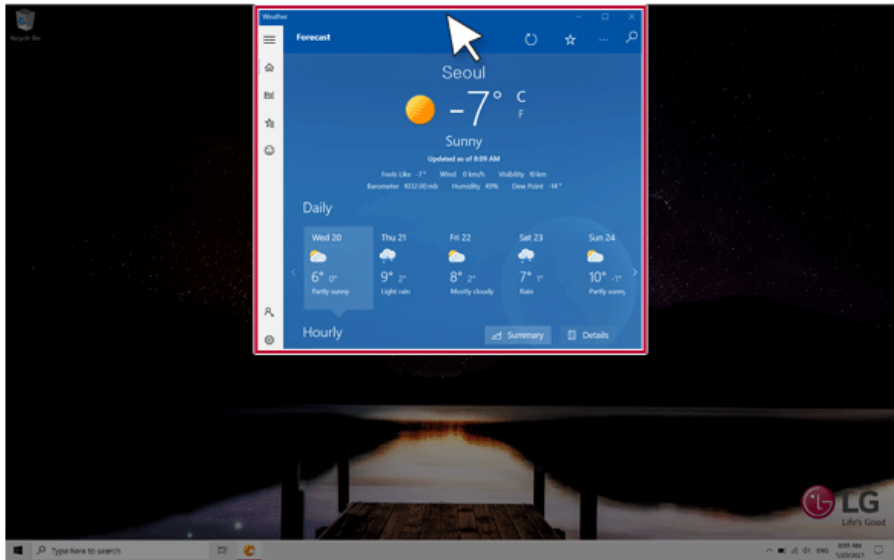 Recycle Bin
Weather
Forecast
Seoul
-7° C
F
Sunny
Updated as of 8:09 AM
Feels Like -7° Wind 0 km/h Visibility 10 km
Barometer 1032.00 mb Humidity 49% Dew Point -14°
Daily
Wed 20 Thu 21 Fri 22 Sat 23 Sun 24
6° 0° 9° 2° 8° 2° 7° 1° 10° -1°
Partly sunny Light rain Mostly cloudy Rain Partly sunny
Hourly Summary Details
LG
Life's Good
Type here to search
ENG 8:09 AM
1/20/2021